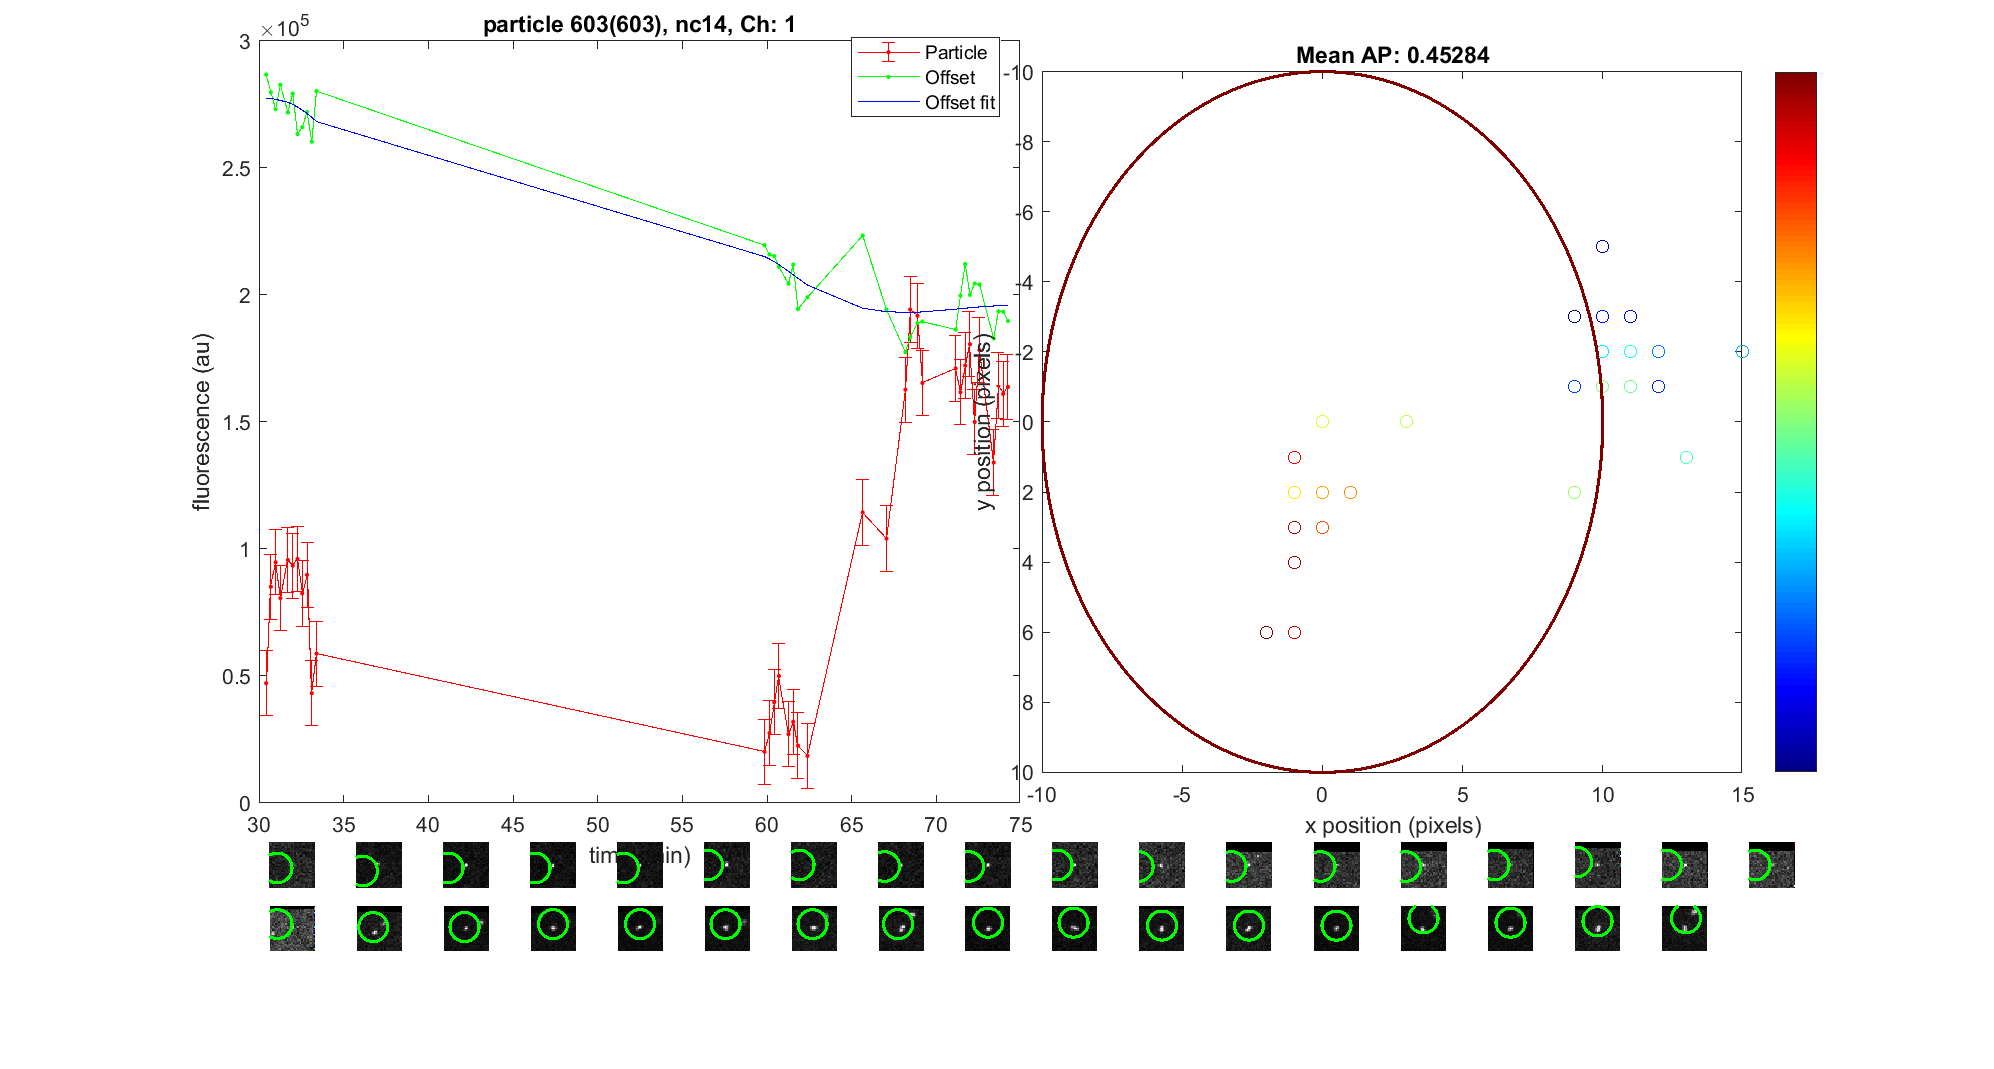 particle 603(603), nc14, Ch: 1
×10^5
Particle
Offset
Offset fit
3
2.5
2
1.5
1
0.5
0
fluorescence (au)
30 35 40 45 50 55 60 65 70 75
Mean AP: 0.45284
-10
-8
-6
-4
-2
0
2
4
6
8
10
y position (pixels)
-10 -5 0 5 10 15
x position (pixels)